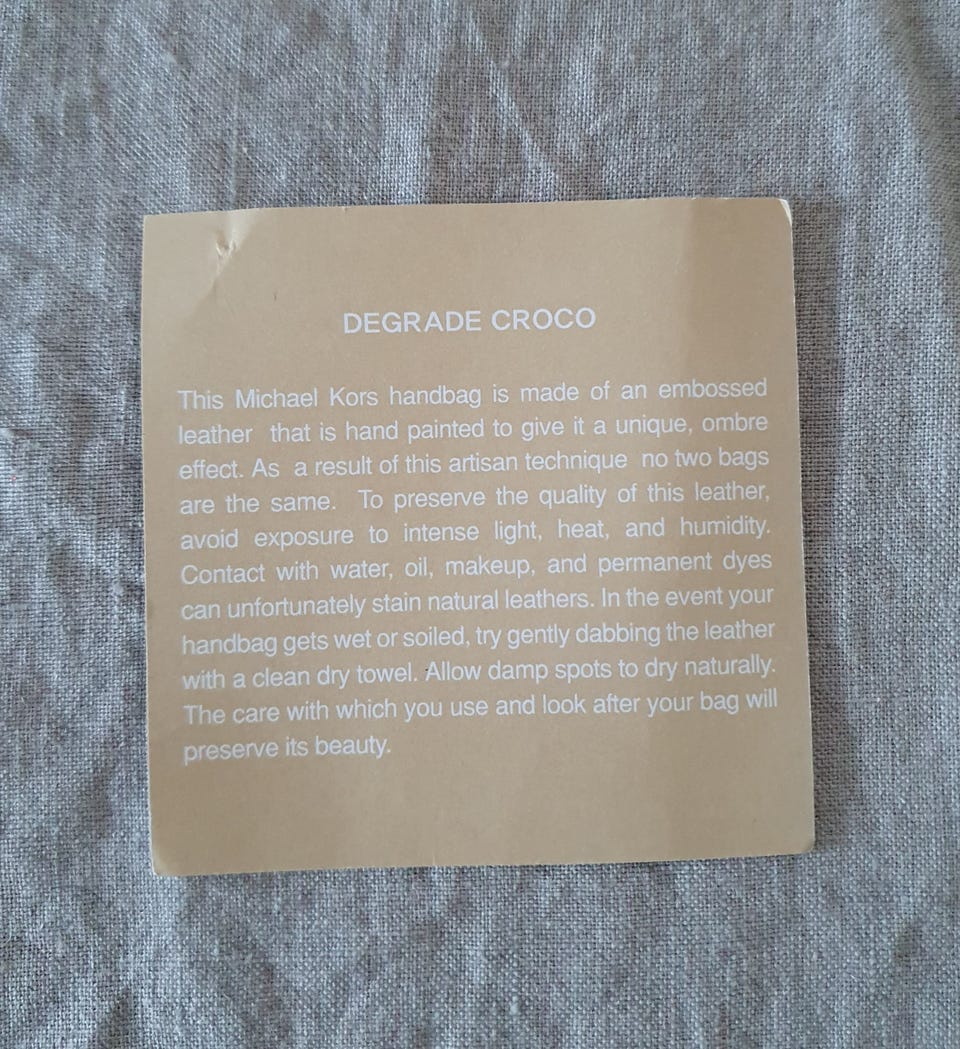 DEGRADE CROCO
This Michael Kors handbag is made of an embossed
leather that is hand painted to give it a unique, ombre
effect. As a result of this artisan technique no two bags
are the same. To preserve the quality of this leather,
avoid exposure to intense light, heat, and humidity.
Contact with water, oil, makeup, and permanent dyes
can unfortunately stain natural leathers. In the event your
handbag gets wet or soiled, try gently dabbing the leather
with a clean dry towel. Allow damp spots to dry naturally.
The care with which you use and look after your bag will
preserve its beauty.